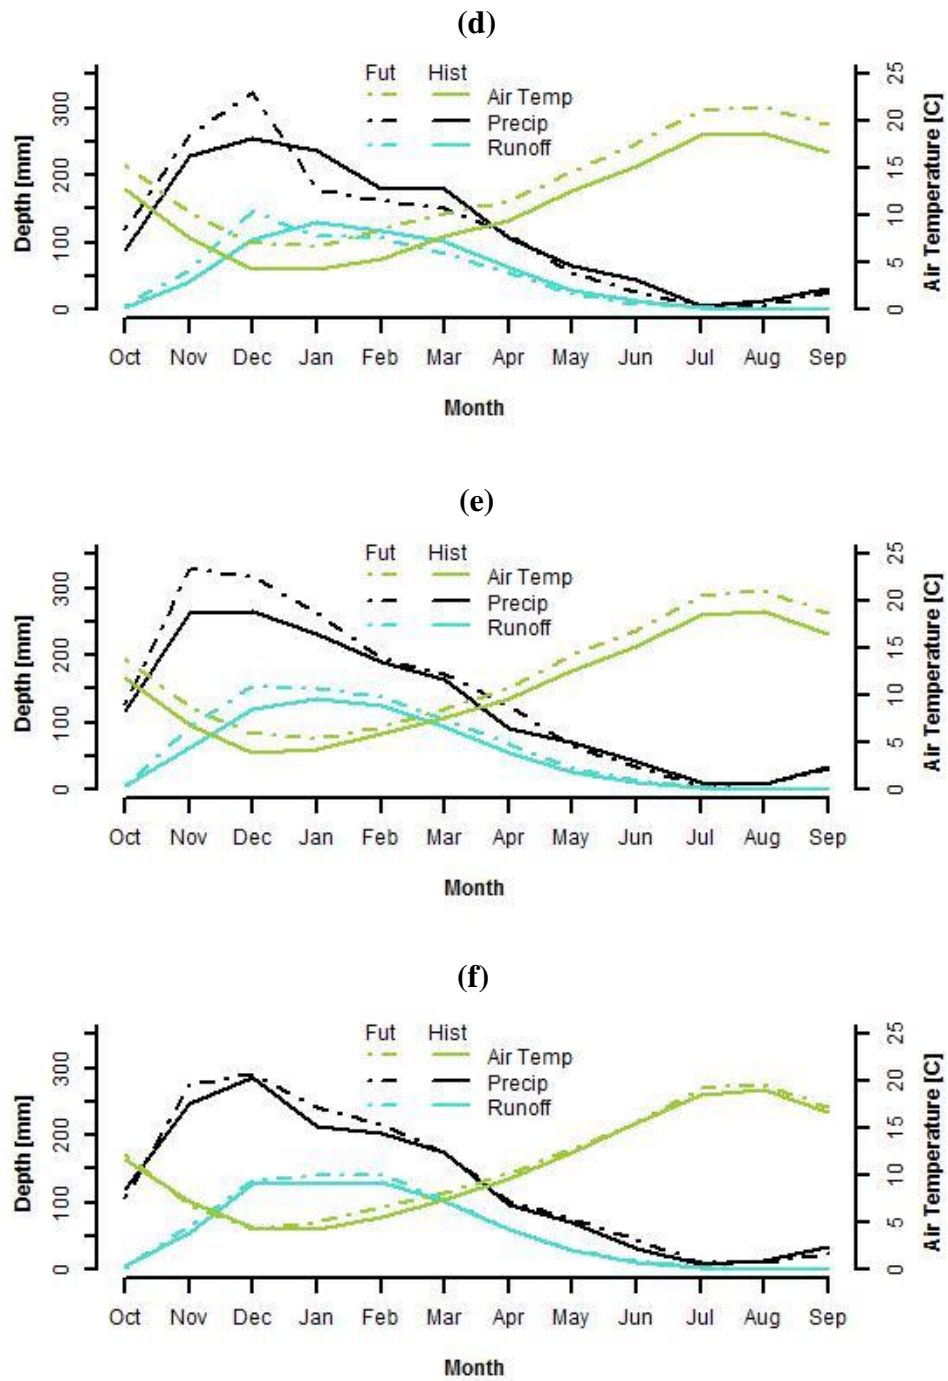 (d)
Fut Hist
Air Temp
Precip
Runoff
Depth [mm]
0 100 200 300
Air Temperature [C]
0 5 10 15 20 25
Oct Nov Dec Jan Feb Mar Apr May Jun Jul Aug Sep
Month
(e)
Fut Hist
Air Temp
Precip
Runoff
Depth [mm]
0 100 200 300
Air Temperature [C]
0 5 10 15 20 25
Oct Nov Dec Jan Feb Mar Apr May Jun Jul Aug Sep
Month
(f)
Fut Hist
Air Temp
Precip
Runoff
Depth [mm]
0 100 200 300
Air Temperature [C]
0 5 10 15 20 25
Oct Nov Dec Jan Feb Mar Apr May Jun Jul Aug Sep
Month